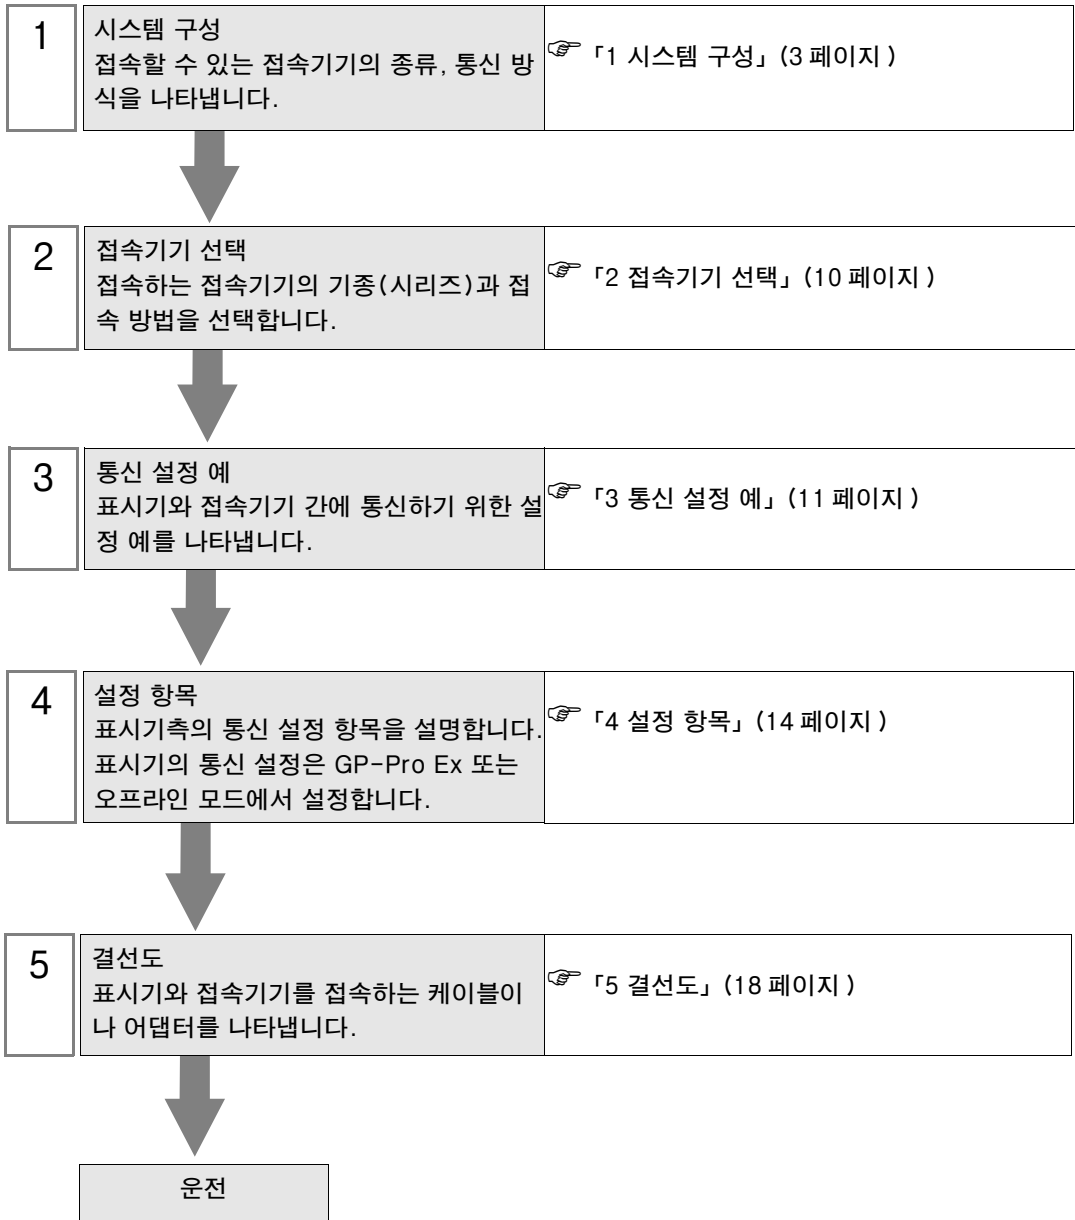 1
시스템 구성
접속할 수 있는 접속기기의 종류, 통신 방
식을 나타냅니다.
☞ 「1 시스템 구성」 (3 페이지 )
2
접속기기 선택
접속하는 접속기기의 기종(시리즈)과 접
속 방법을 선택합니다.
☞ 「2 접속기기 선택」 (10 페이지 )
3
통신 설정 예
표시기와 접속기기 간에 통신하기 위한 설
정 예를 나타냅니다.
☞ 「3 통신 설정 예」 (11 페이지 )
4
설정 항목
표시기측의 통신 설정 항목을 설명합니다.
표시기의 통신 설정은 GP-Pro Ex 또는
오프라인 모드에서 설정합니다.
☞ 「4 설정 항목」 (14 페이지 )
5
결선도
표시기와 접속기기를 접속하는 케이블이
나 어댑터를 나타냅니다.
☞ 「5 결선도」 (18 페이지 )
운전